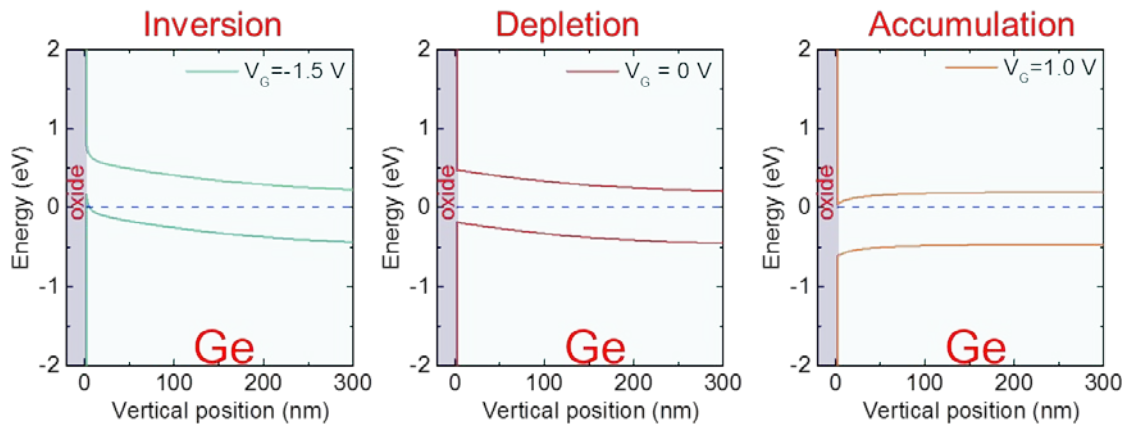 Inversion
V_G=-1.5 V
2
1
0
-1
-2
Energy (eV)
oxide
Ge
0
100
200
300
Vertical position (nm)
Depletion
V_G = 0 V
2
1
0
-1
-2
Energy (eV)
oxide
Ge
0
100
200
300
Vertical position (nm)
Accumulation
V_G=1.0 V
2
1
0
-1
-2
Energy (eV)
oxide
Ge
0
100
200
300
Vertical position (nm)